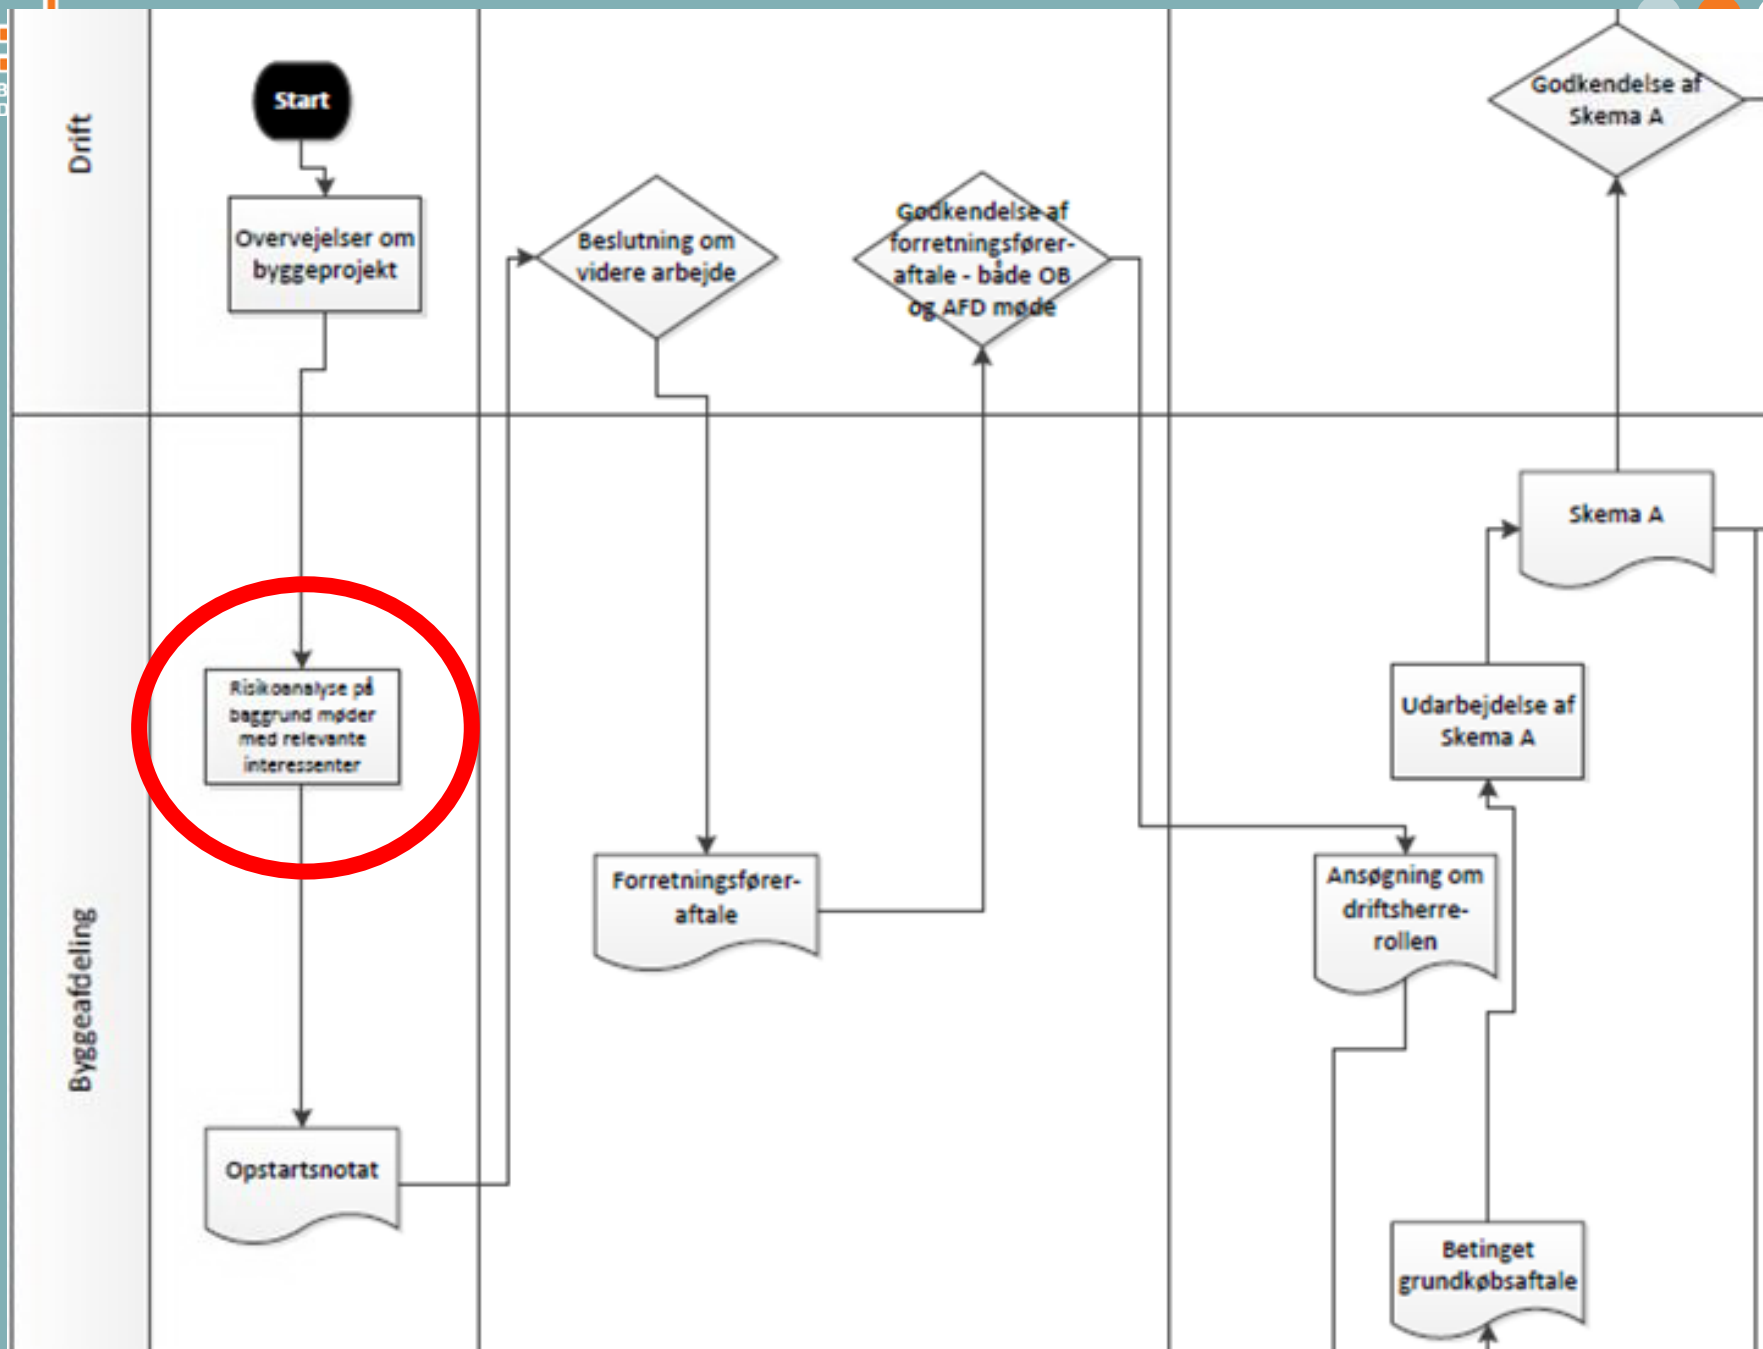 Drift
Start
Overvejelser om
byggeprojekt
Beslutning om
videre arbejde
Godkendelse af
forretningsfører-
aftale - både OB
og AFD møde
Godkendelse af
Skema A
Byggeafdeling
Risikoanalyse på
baggrund møder
med relevante
interessenter
Opstartsnotat
Forretningsfører-
aftale
Skema A
Udarbejdelse af
Skema A
Ansøgning om
driftsherre-
rollen
Betinget
grundkøbsaftale